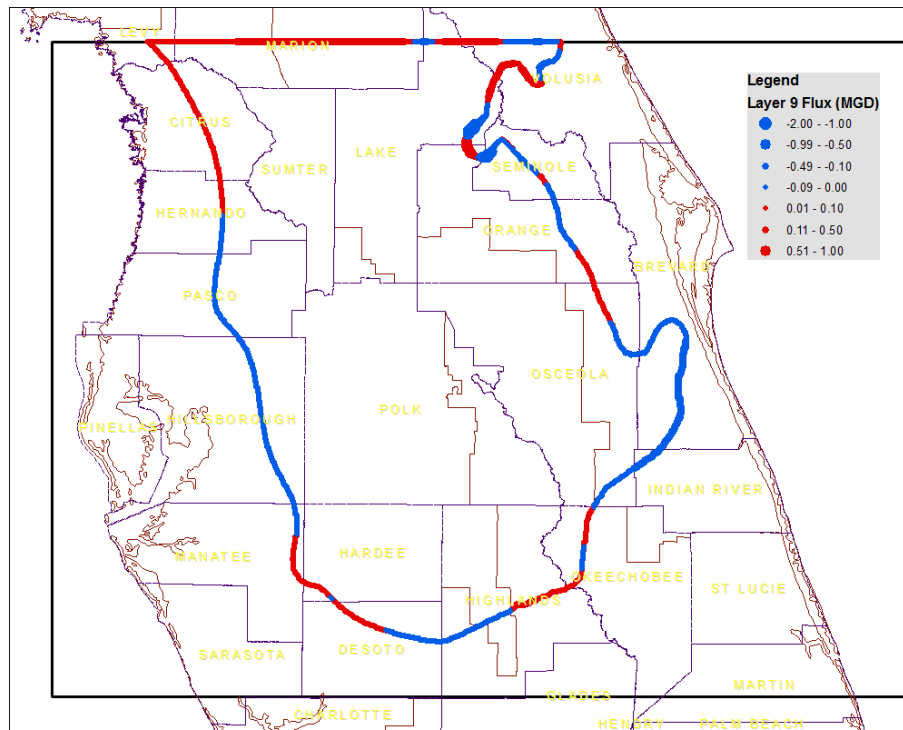 LEVY
MARION
VOLUSIA
Legend
Layer 9 Flux (MGD)
-2.00 - -1.00
-0.99 - -0.50
-0.49 - -0.10
-0.09 - 0.00
0.01 - 0.10
0.11 - 0.50
0.51 - 1.00
CITRUS
LAKE
SUMTER
SEMINOLE
HERNANDO
ORANGE
BREVARD
PASCO
OSCEOLA
POLK
HILLSBOROUGH
PINELLAS
INDIAN RIVER
MANATEE
HARDEE
OKEECHOBEE
ST LUCIE
HIGHLANDS
DESOTO
SARASOTA
MARTIN
GLADES
CHARLOTTE
HENDRY
PALM BEACH